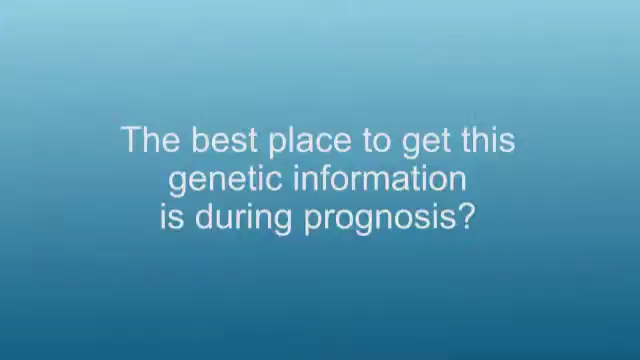 The best place to get this
genetic information
is during prognosis?